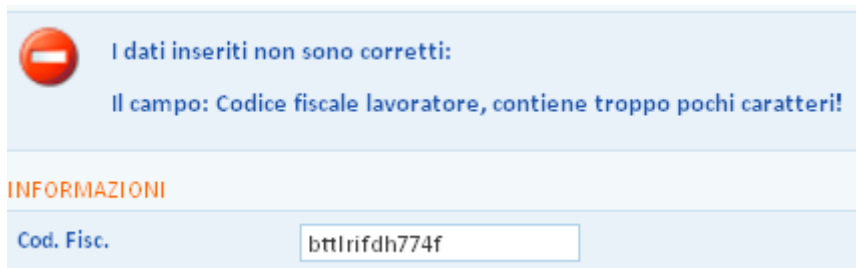 I dati inseriti non sono corretti:
Il campo: Codice fiscale lavoratore, contiene troppo pochi caratteri!
INFORMAZIONI
Cod. Fisc. bttlrifdh774f